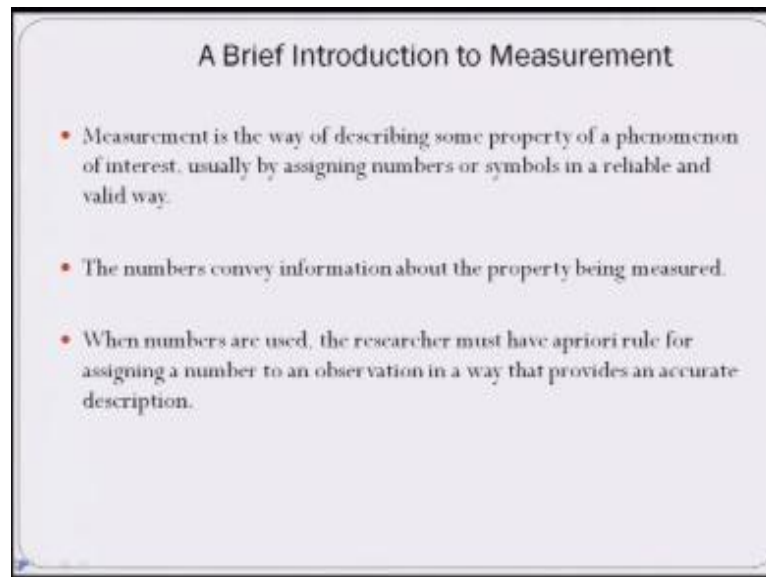 A Brief Introduction to Measurement
• Measurement is the way of describing some property of a phenomenon
of interest, usually by assigning numbers or symbols in a reliable and
valid way.
• The numbers convey information about the property being measured.
• When numbers are used, the researcher must have apriori rule for
assigning a number to an observation in a way that provides an accurate
description.